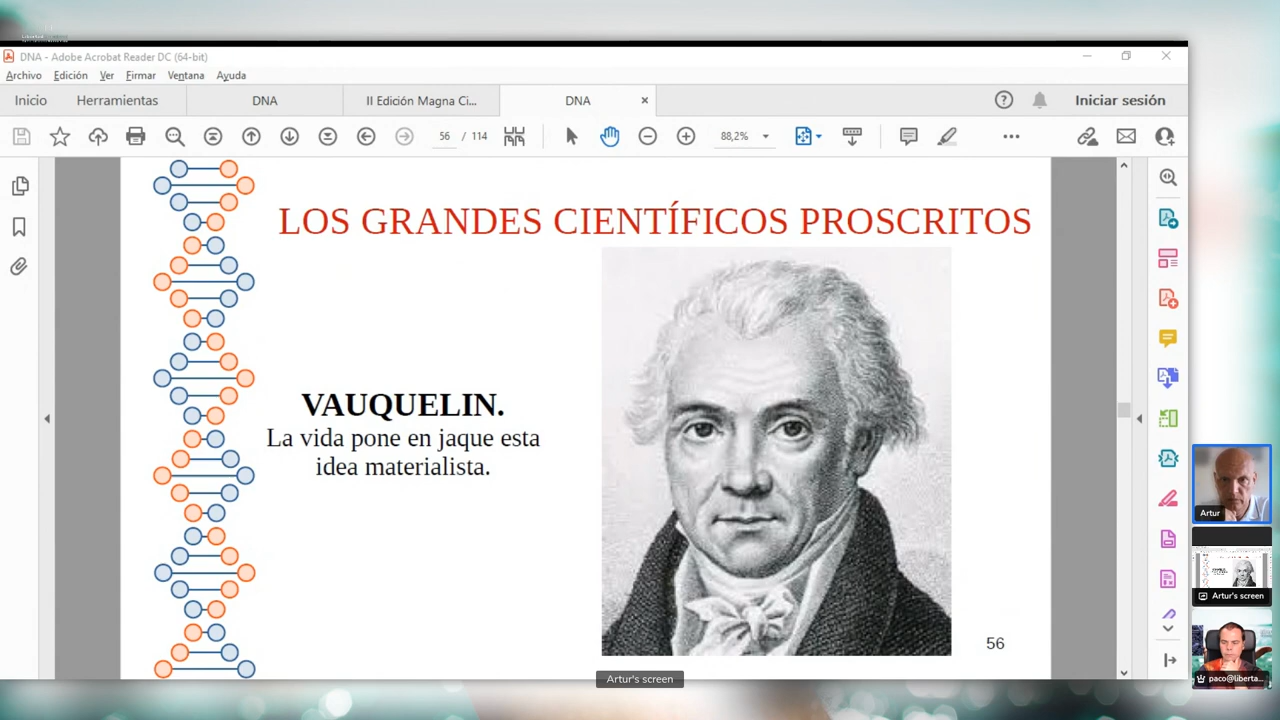 DNA - Adobe Acrobat Reader DC (64-bit)
Archivo Edición Ver Firmar Ventana Ayuda
Inicio Herramientas DNA II Edición Magna Ci... DNA × Iniciar sesión
56 / 114 88,2%
LOS GRANDES CIENTÍFICOS PROSCRITOS
VAUQUELIN.
La vida pone en jaque esta
idea materialista.
56
Artur
Artur's screen
paco@liberta...
Artur's screen